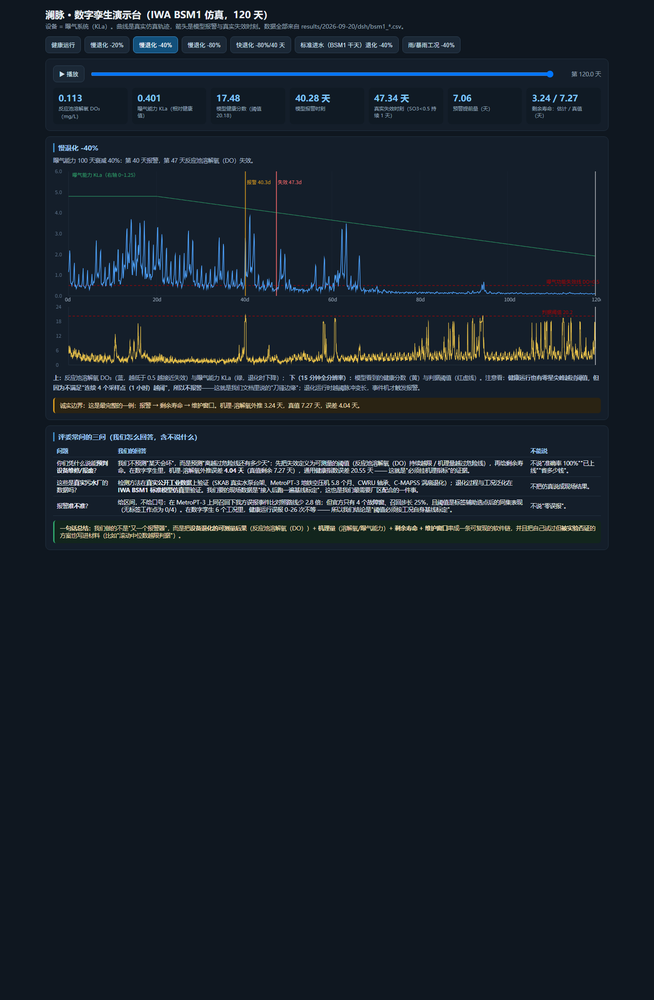 澜脉 · 数字孪生演示台（IWA BSM1 仿真，120 天）
设备 = 曝气系统（KLa）。曲线是真实仿真轨迹，箭头是模型报警与真实失效时刻。数据全部来自 results/2026-09-20/dsh/bsm1_*.csv。
健康运行 慢退化 -20% 慢退化 -40% 慢退化 -80% 快退化 -80%/40 天 标准进水（BSM1 干天）退化 -40% 雨/暴雨工况 -40%
▶ 播放 第 120.0 天
0.113 0.401 17.48 40.28 天 47.34 天 7.06 3.24 / 7.27
反应池溶解氧 DO₃ 曝气能力 KLa（相对健康 模型健康分数（阈值 模型报警时刻 真实失效时刻（SO3<0.5 持 预警提前量（天） 剩余寿命：估计 / 真值
（mg/L） 值） 20.18） 续 1 天） （天）
慢退化 -40%
曝气能力 100 天衰减 40%：第 40 天报警，第 47 天反应池溶解氧（DO）失效。
6.0
曝气能力 KLa（右轴 0~1.25）
报警 40.3d 失效 47.3d
5.0
4.0
3.0
2.0
1.0
曝气功能失效线 DO=0.5
0.0
0d 20d 40d 60d 80d 100d 120d
24
判据阈值 20.2
18
12
6
0
上：反应池溶解氧 DO₃（蓝，越低于 0.5 越接近失效）与曝气能力 KLa（绿，退化时下降）； 下（15 分钟全分辨率）：模型看到的健康分数（黄）与判据阈值（红虚线）。注意看：健康运行也有零星尖峰越过阈值，但
因为不满足"连续 4 个采样点（1 小时）越阈"，所以不报警——这就是我们文档里说的"刀锋边缘"；退化运行时越阈脉冲变长，事件机才触发报警。
诚实边界：这是最完整的一例：报警 → 剩余寿命 → 维护窗口。机理-溶解氧外推 3.24 天，真值 7.27 天，误差 4.04 天。
评委常问的三问（我们怎么回答，含不说什么）
问题 我们的回答 不能说
你们凭什么说能预判 我们不预测"某天会坏"，而是预测"离越过危险线还有多少天"：先把失效定义为可测量的阈值（反应池溶解氧（DO）持续越限 / 机理量越过危险线），再给剩余寿 不说"准确率 100%""已上
设备维修/报废? 命。在数字孪生里，机理-溶解氧外推误差 4.04 天（真值剩余 7.27 天），通用健康指数误差 20.55 天 —— 这就是"必须挂机理指标"的证据。 线""省多少钱"。
这些是真实污水厂的 检测方法在真实公开工业数据上验证（SKAB 真实水泵台架、MetroPT-3 地铁空压机 5.8 个月、CWRU 轴承、C-MAPSS 涡扇退化）；退化过程与工况泛化在 不把仿真说成现场结果。
数据吗? IWA BSM1 标准模型仿真里验证。我们要的现场数据是"接入后跑一遍基线标定"，这也是我们最需要厂区配合的一件事。
报警准不准? 给区间，不给口号：在 MetroPT-3 上同召回下我方误报事件比对照路线少 2.8 倍；但官方只有 4 个故障窗、召回步长 25%，且阈值是标签辅助选点后的同集表现 不说"零误报"。
（无标签工作点为 0/4）。在数字孪生 6 个工况里，健康运行误报 0-26 次不等 —— 所以我们结论是"阈值必须按工况自身基线标定"。
一句话总结：我们做的不是"又一个报警器"，而是把设备退化的可测量后果（反应池溶解氧（DO））+ 机理量（溶解氧/曝气能力）+ 剩余寿命 + 维护窗口串成一条可复现的软件链，并且把自己试过但被实验否证的
方案也写进材料（比如"滚动中位数越限判据"）。